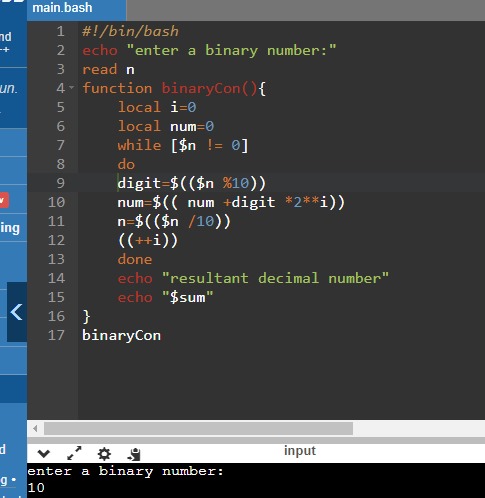 main.bash
1 #!/bin/bash
2 echo "enter a binary number:"
3 read n
4 function binaryCon(){
5 local i=0
6 local num=0
7 while [$n != 0]
8 do
9 digit=$(($n %10))
10 num=$(( num +digit *2**i))
11 n=$(($n /10))
12 ((++i))
13 done
14 echo "resultant decimal number"
15 echo "$sum"
16 }
17 binaryCon
nd
++
un.
ing
d
g •
input
enter a binary number:
10